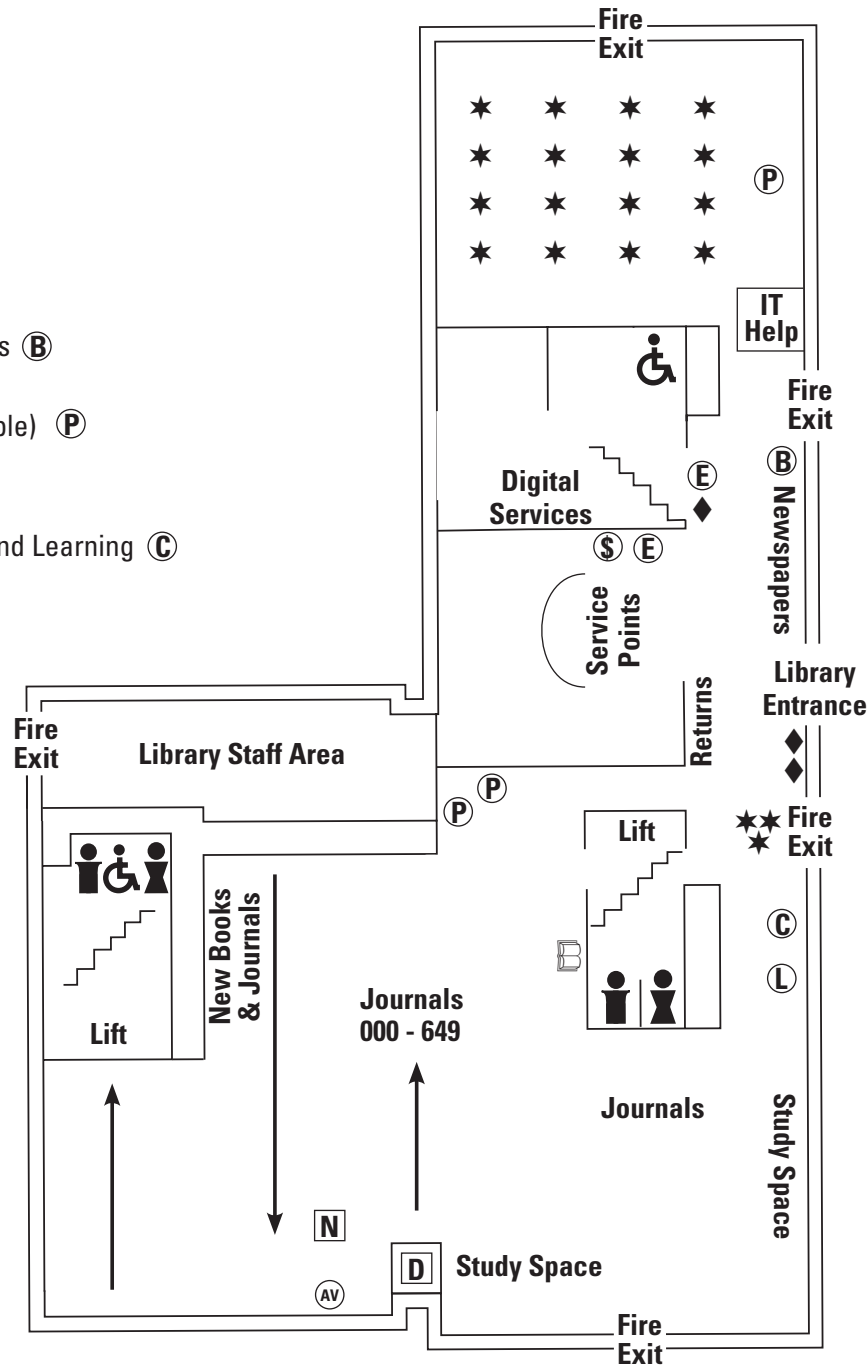 Fire
Exit
P
IT
Help
s B
ble) P
nd Learning C
Fire
Exit
B
Newspapers
E
Digital
Services
$ E
Service
Points
Returns
Library
Entrance
Fire
Exit
Library Staff Area
P
P
Lift
Fire
Exit
C
L
New Books
& Journals
Journals
000 - 649
Lift
Journals
Study Space
N
D
Study Space
AV
Fire
Exit